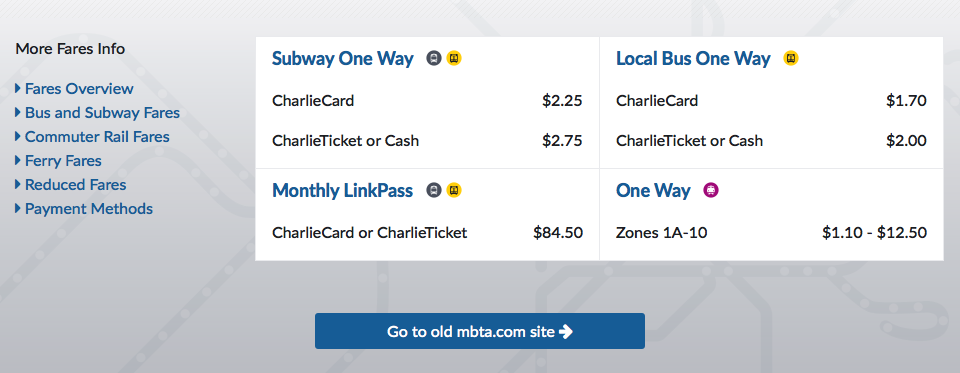 More Fares Info
Fares Overview
Bus and Subway Fares
Commuter Rail Fares
Ferry Fares
Reduced Fares
Payment Methods
Subway One Way
CharlieCard $2.25
CharlieTicket or Cash $2.75
Local Bus One Way
CharlieCard $1.70
CharlieTicket or Cash $2.00
Monthly LinkPass
CharlieCard or CharlieTicket $84.50
One Way
Zones 1A-10 $1.10 - $12.50
Go to old mbta.com site